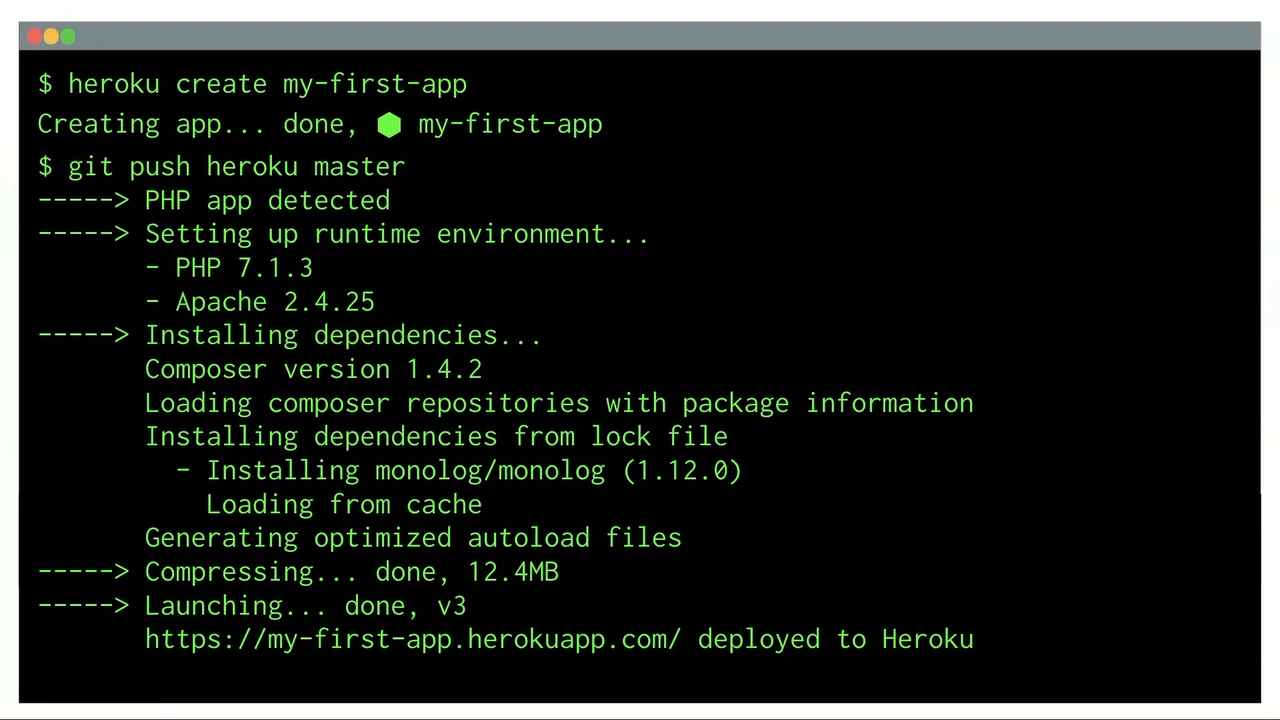 $ heroku create my-first-app
Creating app... done, ⬢ my-first-app
$ git push heroku master
-----> PHP app detected
-----> Setting up runtime environment...
- PHP 7.1.3
- Apache 2.4.25
-----> Installing dependencies...
Composer version 1.4.2
Loading composer repositories with package information
Installing dependencies from lock file
- Installing monolog/monolog (1.12.0)
Loading from cache
Generating optimized autoload files
-----> Compressing... done, 12.4MB
-----> Launching... done, v3
https://my-first-app.herokuapp.com/ deployed to Heroku